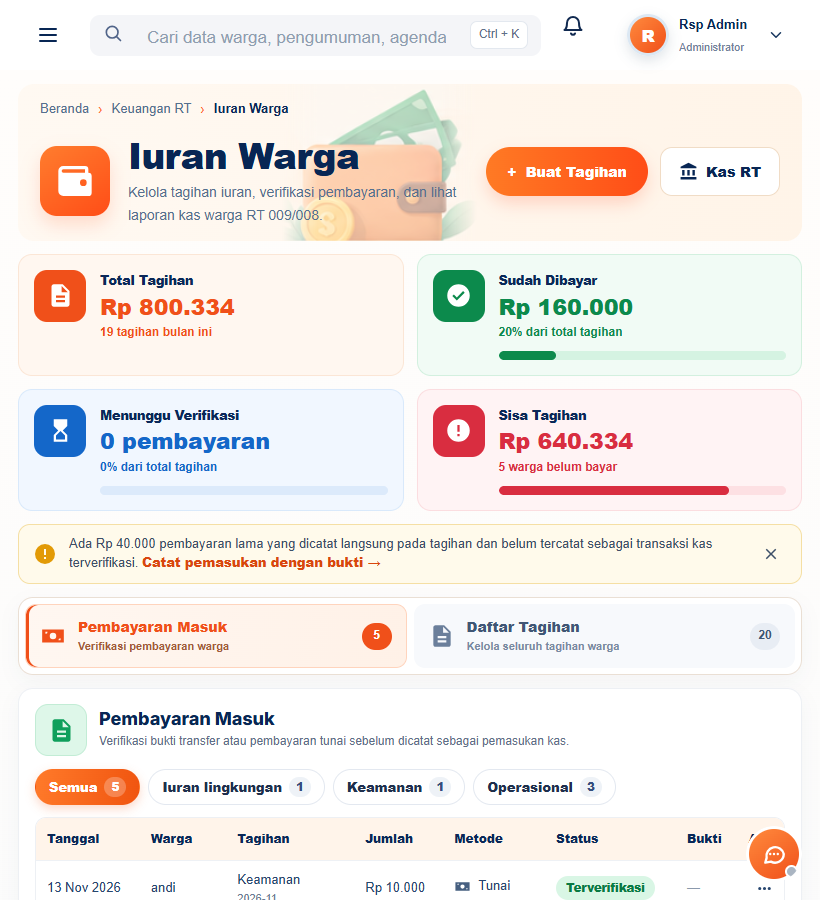 Cari data warga, pengumuman, agenda
Ctrl + K
R
Rsp Admin
Administrator
Beranda › Keuangan RT › Iuran Warga
Iuran Warga
Kelola tagihan iuran, verifikasi pembayaran, dan lihat
laporan kas warga RT 009/008.
+ Buat Tagihan
Kas RT
Total Tagihan
Rp 800.334
19 tagihan bulan ini
Sudah Dibayar
Rp 160.000
20% dari total tagihan
Menunggu Verifikasi
0 pembayaran
0% dari total tagihan
Sisa Tagihan
Rp 640.334
5 warga belum bayar
Ada Rp 40.000 pembayaran lama yang dicatat langsung pada tagihan dan belum tercatat sebagai transaksi kas
terverifikasi. Catat pemasukan dengan bukti →
Pembayaran Masuk
Verifikasi pembayaran warga
5
Daftar Tagihan
Kelola seluruh tagihan warga
20
Pembayaran Masuk
Verifikasi bukti transfer atau pembayaran tunai sebelum dicatat sebagai pemasukan kas.
Semua 5
Iuran lingkungan 1
Keamanan 1
Operasional 3
Tanggal Warga Tagihan Jumlah Metode Status Bukti
13 Nov 2026 andi Keamanan Rp 10.000 Tunai Terverifikasi —
2026-11